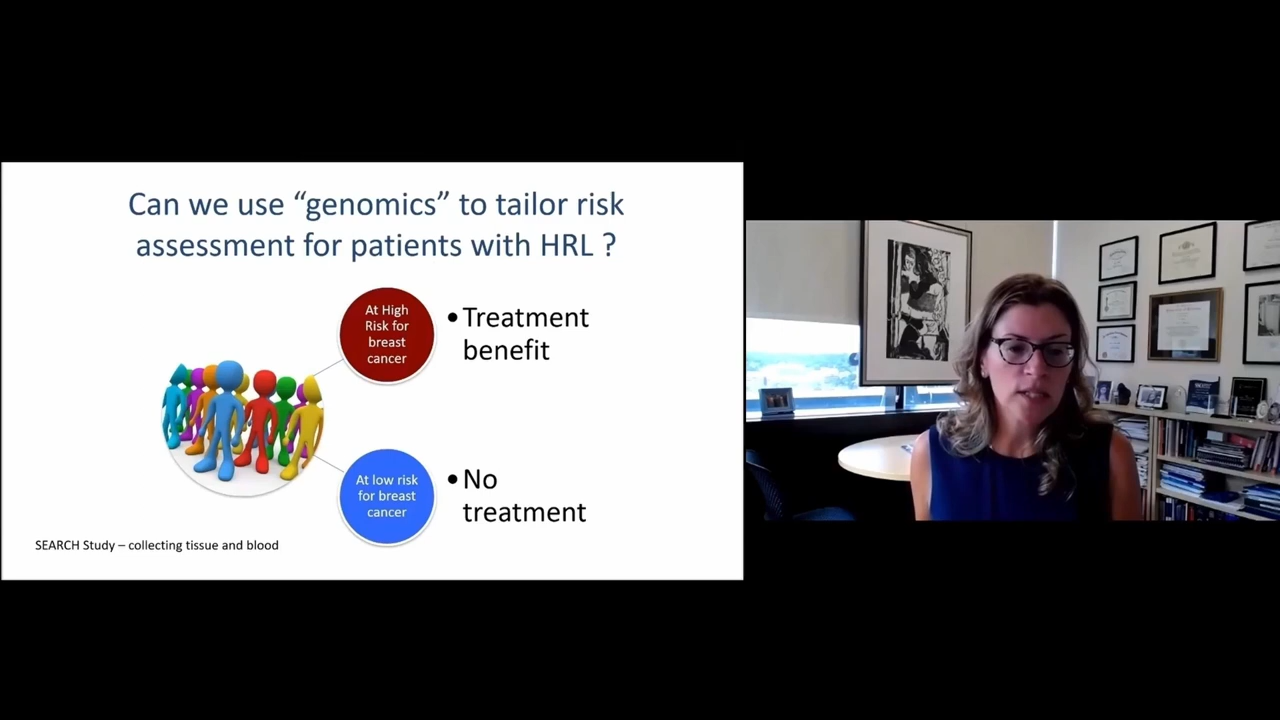 Can we use “genomics” to tailor risk
assessment for patients with HRL ?
At High
Risk for
breast
cancer
•Treatment
benefit
At low risk
for breast
cancer
•No
treatment
SEARCH Study – collecting tissue and blood